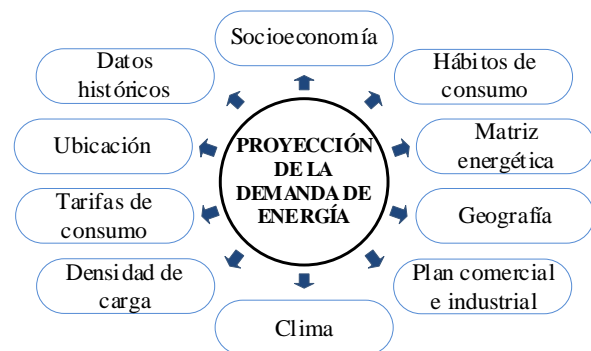 Socioeconomía
Datos
históricos
Hábitos de
consumo
Ubicación
PROYECCIÓN
DE LA
DEMANDA DE
ENERGÍA
Matriz
energética
Tarifas de
consumo
Geografía
Densidad de
carga
Plan comercial
e industrial
Clima